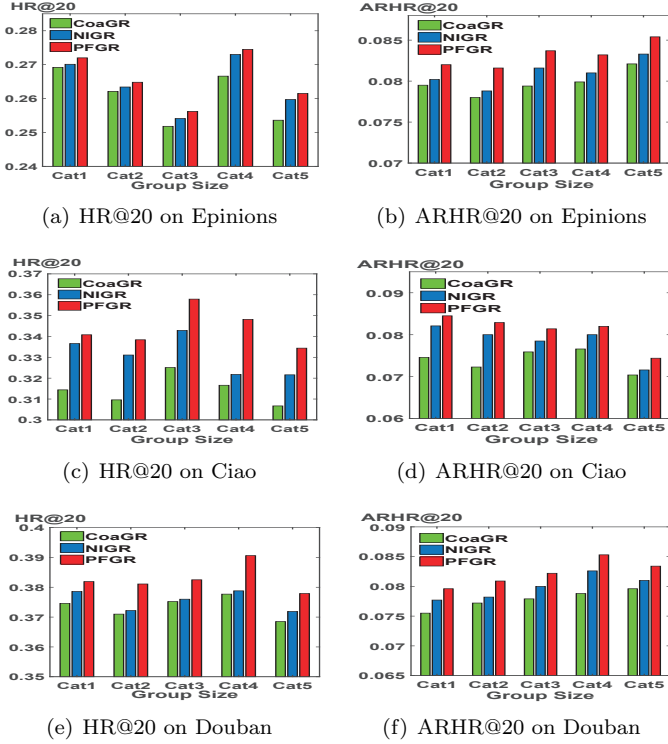 HR@20
0.28
0.27
0.26
0.25
0.24
CoaGR
NIGR
PFGR
Cat1 Cat2 Cat3 Cat4 Cat5
Group Size
(a) HR@20 on Epinions
ARHR@20
0.085
0.08
0.075
0.07
CoaGR
NIGR
PFGR
Cat1 Cat2 Cat3 Cat4 Cat5
Group Size
(b) ARHR@20 on Epinions
HR@20
0.37
0.36
0.34
0.33
0.31
0.3
CoaGR
NIGR
PFGR
Cat1 Cat2 Cat3 Cat4 Cat5
Group Size
(c) HR@20 on Ciao
ARHR@20
0.09
0.08
0.07
0.06
CoaGR
NIGR
PFGR
Cat1 Cat2 Cat3 Cat4 Cat5
Group Size
(d) ARHR@20 on Ciao
HR@20
0.4
0.39
0.38
0.37
0.36
0.35
CoaGR
NIGR
PFGR
Cat1 Cat2 Cat3 Cat4 Cat5
Group Size
(e) HR@20 on Douban
ARHR@20
0.09
0.085
0.08
0.075
0.07
0.065
CoaGR
NIGR
PFGR
Cat1 Cat2 Cat3 Cat4 Cat5
Group Size
(f) ARHR@20 on Douban